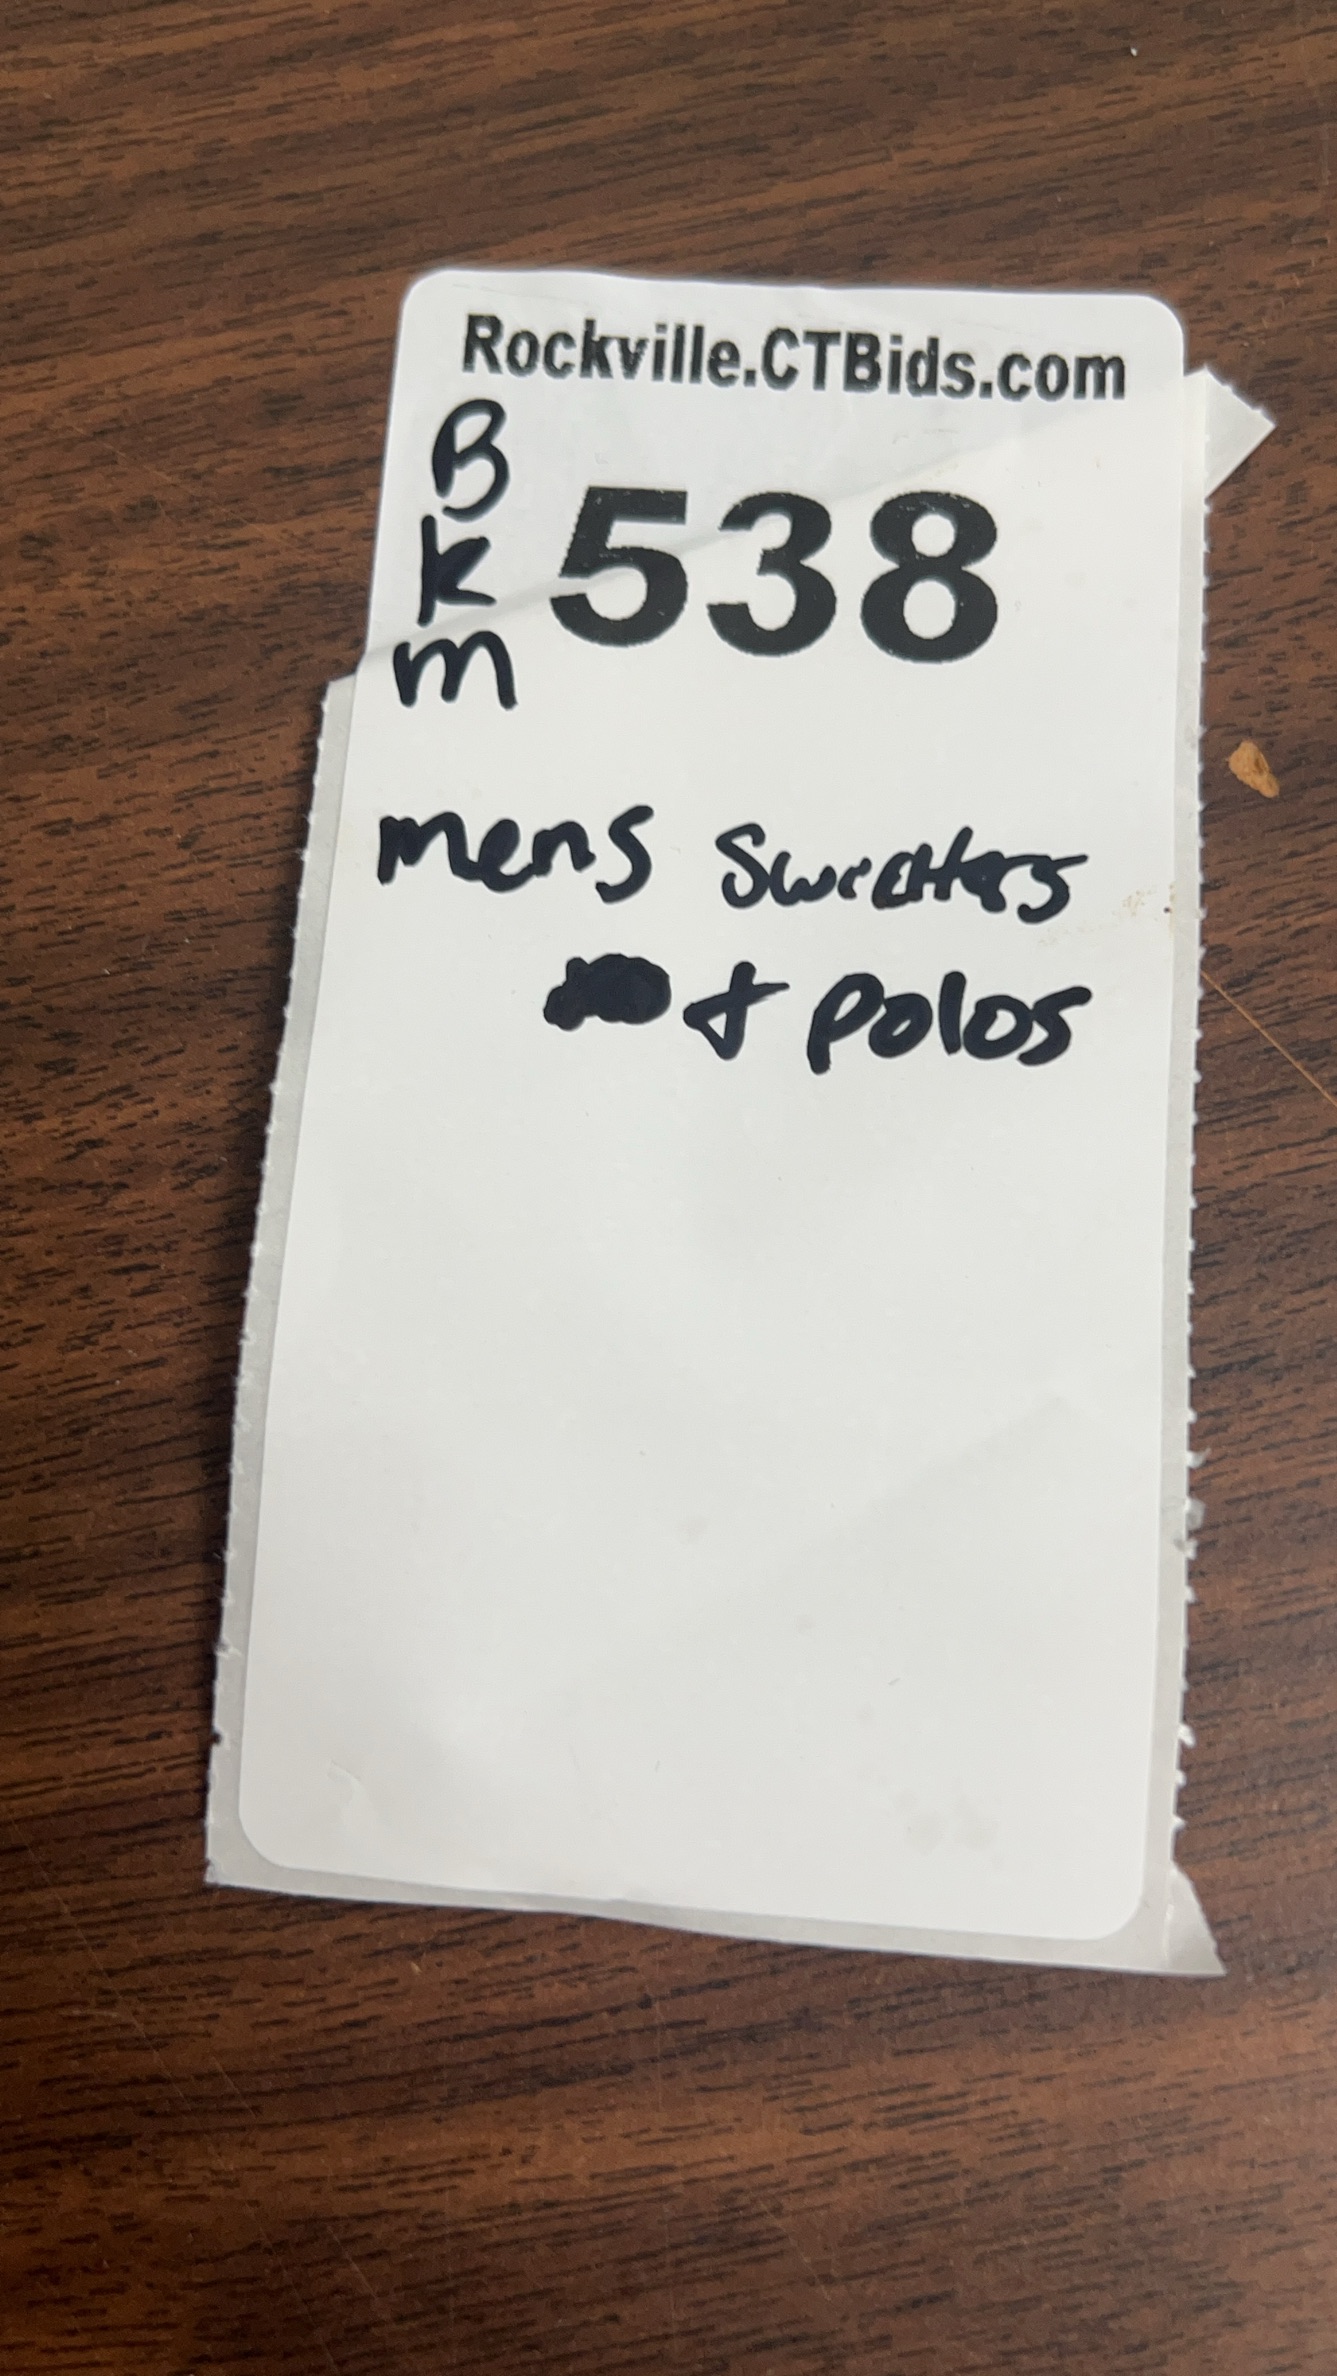 Rockville.CTBids.com
B
K
m
538
mens Sweaters
+ Polos